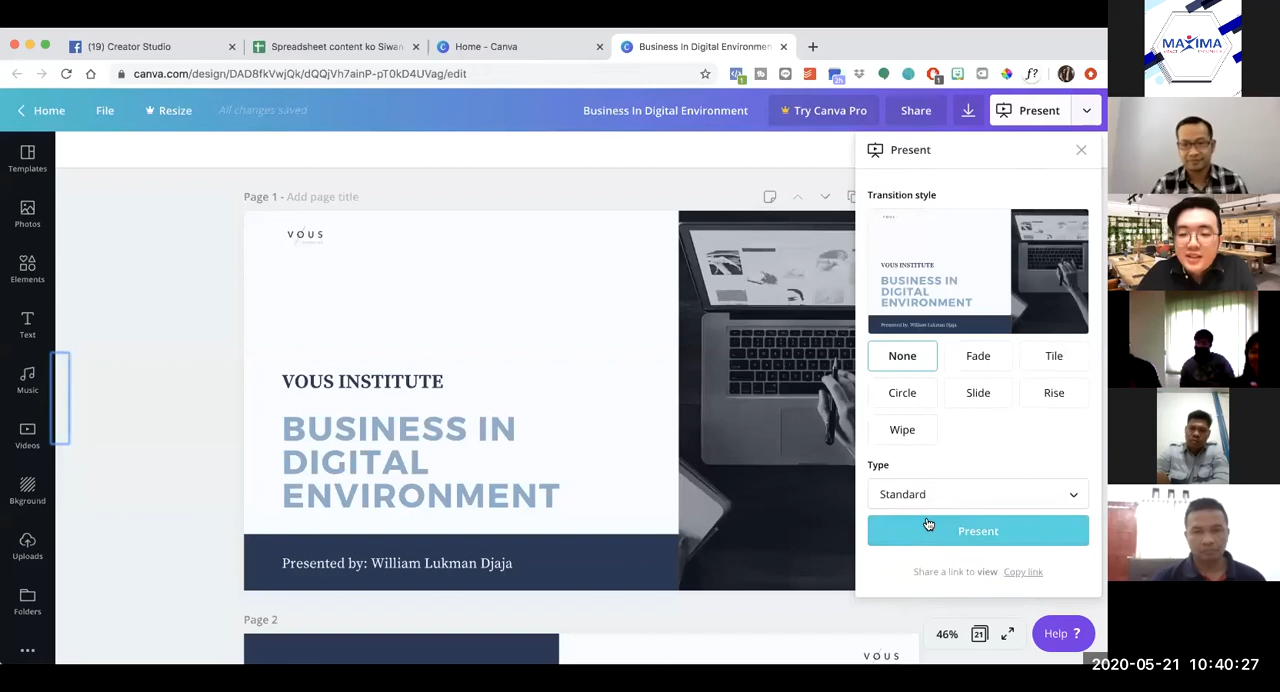 (19) Creator Studio
Spreadsheet content ko Siwan
Home - Canva
Business In Digital Environmen
canva.com/design/DAD8fkVwjQk/dQQjVh7ainP-pT0kD4UVag/edit
Home
File
Resize
All changes saved
Business In Digital Environment
Try Canva Pro
Share
Present
Templates
Photos
Elements
Text
Music
Videos
Bkground
Uploads
Folders
Page 1 - Add page title
VOUS
VOUS INSTITUTE
BUSINESS IN
DIGITAL
ENVIRONMENT
Presented by: William Lukman Djaja
Page 2
VOUS
Present
Transition style
VOUS INSTITUTE
BUSINESS IN
DIGITAL
ENVIRONMENT
Presented by: William Lukman Djaja
None
Fade
Tile
Circle
Slide
Rise
Wipe
Type
Standard
Present
Share a link to view Copy link
46%
21
Help ?
MAXIMA
2020-05-21 10:40:27